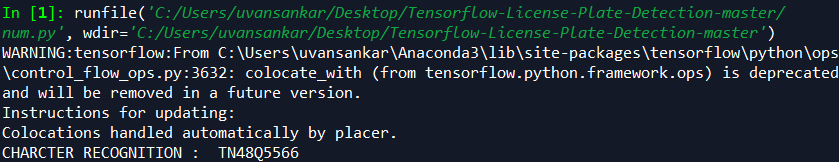 In [1]: runfile('C:/Users/uvansankar/Desktop/Tensorflow-License-Plate-Detection-master/
num.py', wdir='C:/Users/uvansankar/Desktop/Tensorflow-License-Plate-Detection-master')
WARNING:tensorflow:From C:\Users\uvansankar\Anaconda3\lib\site-packages\tensorflow\python\ops
\control_flow_ops.py:3632: colocate_with (from tensorflow.python.framework.ops) is deprecated
and will be removed in a future version.
Instructions for updating:
Colocations handled automatically by placer.
CHARCTER RECOGNITION :  TN48Q5566